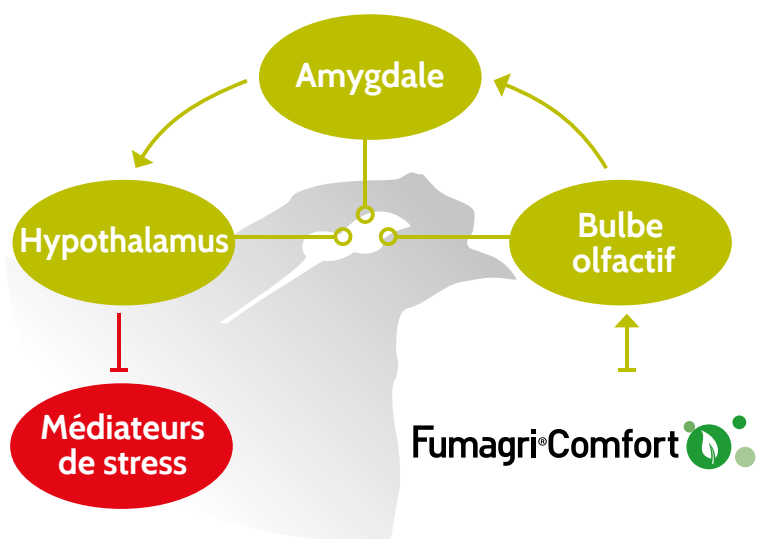 Amygdale
Hypothalamus
Bulbe
olfactif
Médiateurs
de stress
Fumagri®Comfort